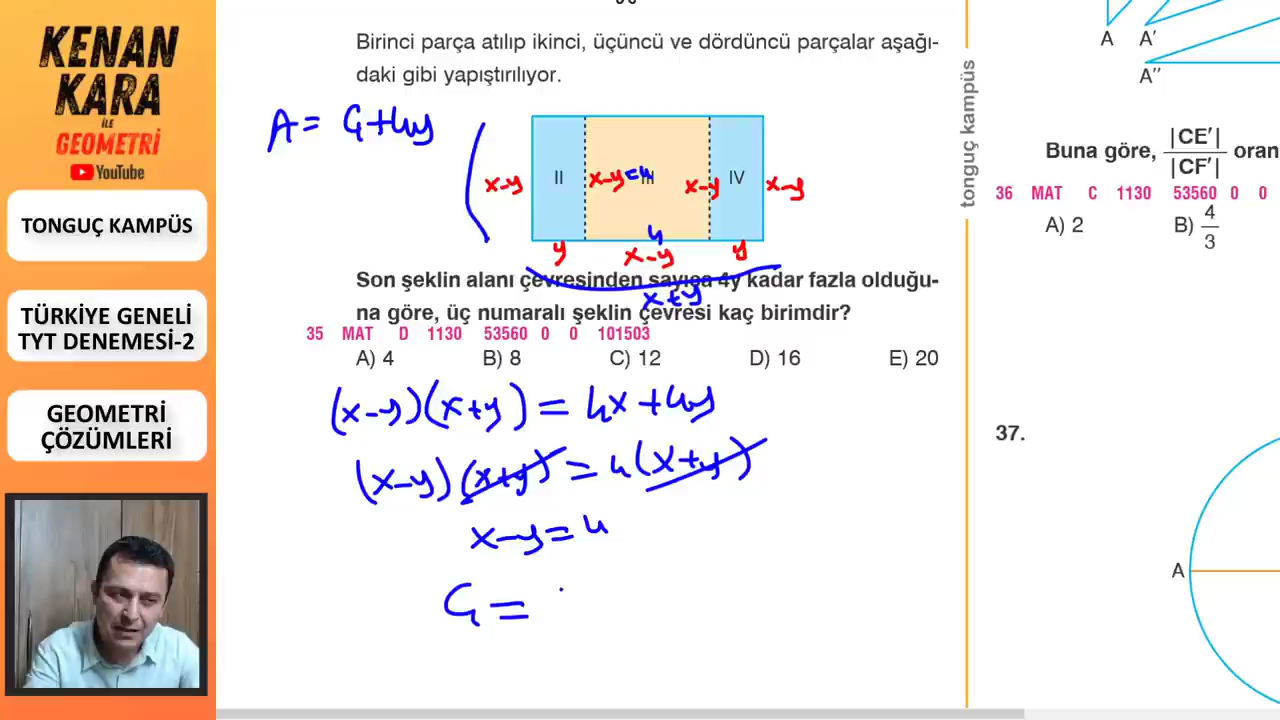 KENAN
KARA
İLE
GEOMETRİ
YouTube
TONGUÇ KAMPÜS
TÜRKİYE GENELİ
TYT DENEMESİ-2
GEOMETRİ
ÇÖZÜMLERİ
Birinci parça atılıp ikinci, üçüncü ve dördüncü parçalar aşağı-
daki gibi yapıştırılıyor.
A = Ç+4y
x-y
II
x-y=4
III
x-y
IV
x-y
y
4
x-y
y
x+y
Son şeklin alanı çevresinden sayıca 4y kadar fazla olduğu-
na göre, üç numaralı şeklin çevresi kaç birimdir?
35 MAT D 1130 53560 0 0 101503
A) 4 B) 8 C) 12 D) 16 E) 20
(x-y)(x+y) = 4x+4y
(x-y)(x+y) = 4(x+y)
x-y=4
Ç =
tonguç kampüs
A A'
A''
Buna göre, |CE'|/|CF'| oran
36 MAT C 1130 53560 0 0
A) 2 B) 4/3
37.
A